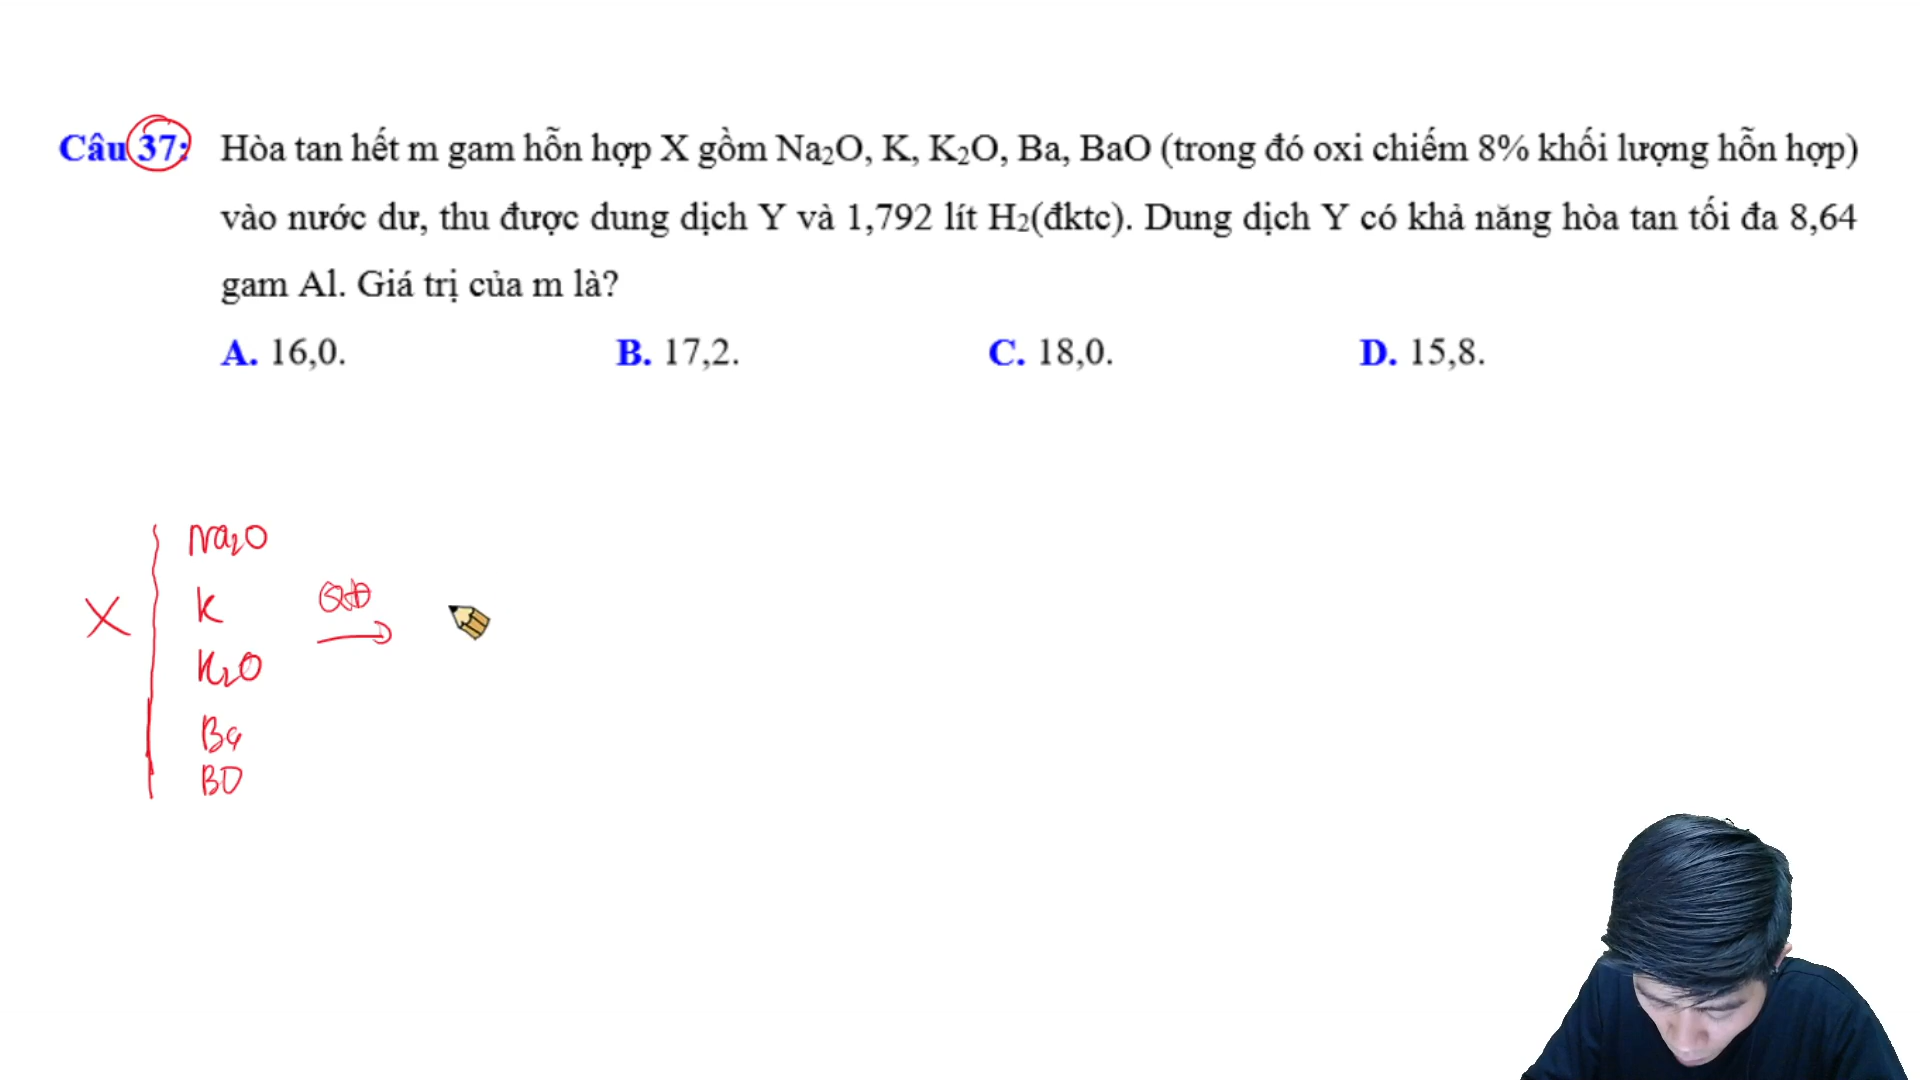 Câu 37: Hòa tan hết m gam hỗn hợp X gồm Na₂O, K, K₂O, Ba, BaO (trong đó oxi chiếm 8% khối lượng hỗn hợp)
vào nước dư, thu được dung dịch Y và 1,792 lít H₂(đktc). Dung dịch Y có khả năng hòa tan tối đa 8,64
gam Al. Giá trị của m là?
A. 16,0. B. 17,2. C. 18,0. D. 15,8.
Na₂O
K
X
K₂O
Ba
BO